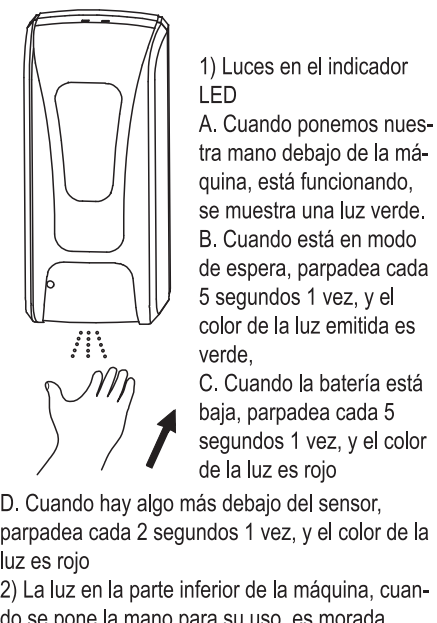 1) Luces en el indicador
LED
A. Cuando ponemos nues-
tra mano debajo de la má-
quina, está funcionando,
se muestra una luz verde.
B. Cuando está en modo
de espera, parpadea cada
5 segundos 1 vez, y el
color de la luz emitida es
verde,
C. Cuando la batería está
baja, parpadea cada 5
segundos 1 vez, y el color
de la luz es rojo
D. Cuando hay algo más debajo del sensor,
parpadea cada 2 segundos 1 vez, y el color de la
luz es rojo
2) La luz en la parte inferior de la máquina, cuan-
do se pone la mano para su uso, es morada